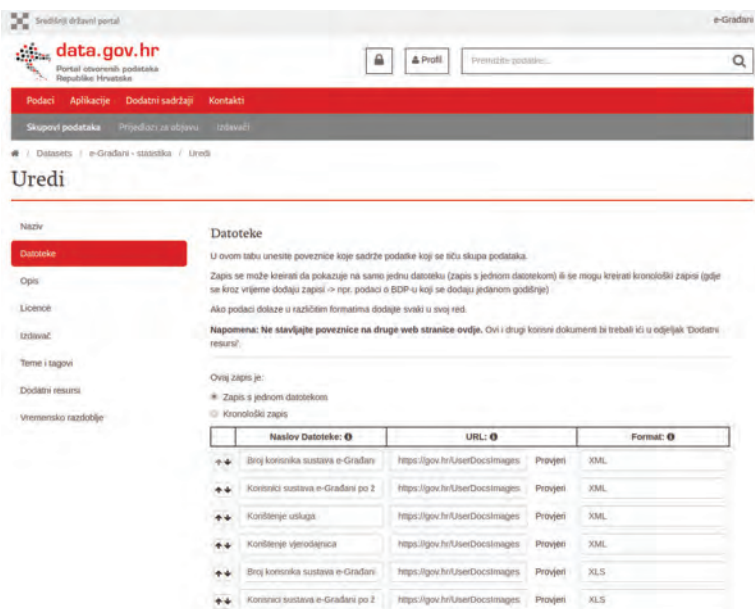 Središnji državni portal
e-Građani
data.gov.hr
Portal otvorenih podataka
Republike Hrvatske
Profil
Pretražite podatke...
Podaci Aplikacije Dodatni sadržaji Kontakti
Skupovi podataka Prijedlozi za objavu Izdavači
/ Datasets / e-Građani - statistika / Uredi
Uredi
Naziv
Datoteke
Opis
Licence
Izdavač
Teme i tagovi
Dodatni resursi
Vremensko razdoblje
Datoteke
U ovom tabu unesite poveznice koje sadrže podatke koji se tiču skupa podataka.
Zapis se može kreirati da pokazuje na samo jednu datoteku (zapis s jednom datotekom) ili se mogu kreirati kronološki zapisi (gdje
se kroz vrijeme dodaju zapisi -> npr. podaci o BDP-u koji se dodaju jedanom godišnje)
Ako podaci dolaze u različitim formatima dodajte svaki u svoj red.
Napomena: Ne stavljajte poveznice na druge web stranice ovdje. Ovi i drugi korisni dokumenti bi trebali ići u odjeljak 'Dodatni
resursi'.
Ovaj zapis je:
Zapis s jednom datotekom
Kronološki zapis
Naslov Datoteke: URL: Format:
Broj korisnika sustava e-Građani https://gov.hr/UserDocsImages Provjeri XML
Korisnici sustava e-Građani po ž https://gov.hr/UserDocsImages Provjeri XML
Korištenje usluga https://gov.hr/UserDocsImages Provjeri XML
Korištenje vjerodajnica https://gov.hr/UserDocsImages Provjeri XML
Broj korisnika sustava e-Građani https://gov.hr/UserDocsImages Provjeri XLS
Korisnici sustava e-Građani po ž https://gov.hr/UserDocsImages Provjeri XLS